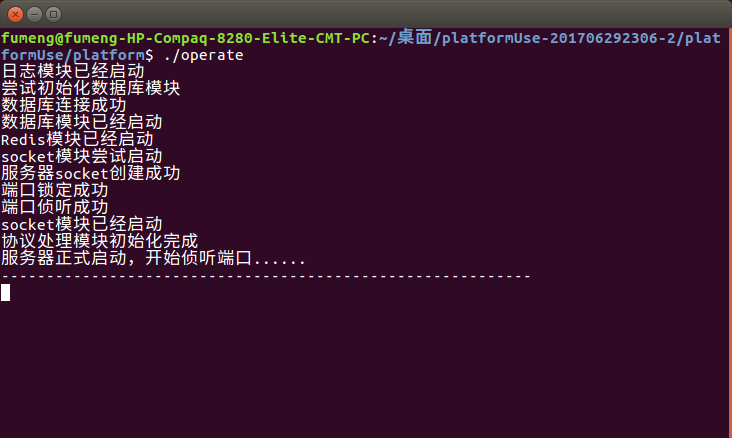 fumeng@fumeng-HP-Compaq-8280-Elite-CMT-PC:~/桌面/platformUse-201706292306-2/plat
formUse/platform$ ./operate
日志模块已经启动
尝试初始化数据库模块
数据库连接成功
数据库模块已经启动
Redis模块已经启动
socket模块尝试启动
服务器socket创建成功
端口锁定成功
端口侦听成功
socket模块已经启动
协议处理模块初始化完成
服务器正式启动，开始侦听端口......
-----------------------------------------------------------